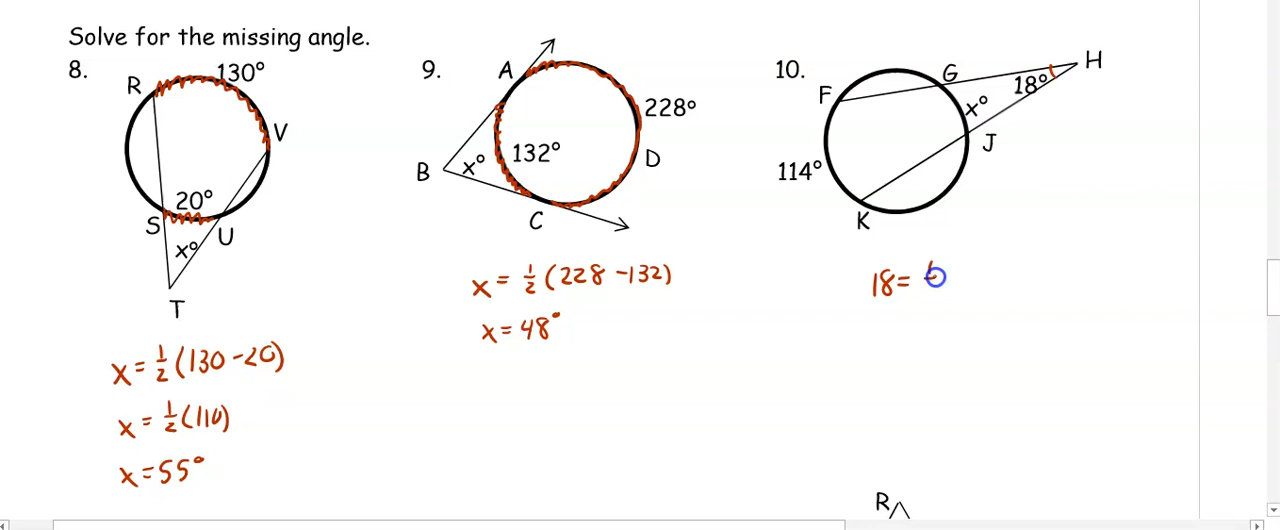 Solve for the missing angle.
8.
R
130°
V
20°
S
U
x°
T
x = 1/2 (130 - 20)
x = 1/2 (110)
x = 55°
9.
A
228°
132°
B
x°
D
C
x = 1/2 (228 - 132)
x = 48°
10.
H
G
18°
F
x°
J
114°
K
18 =
R